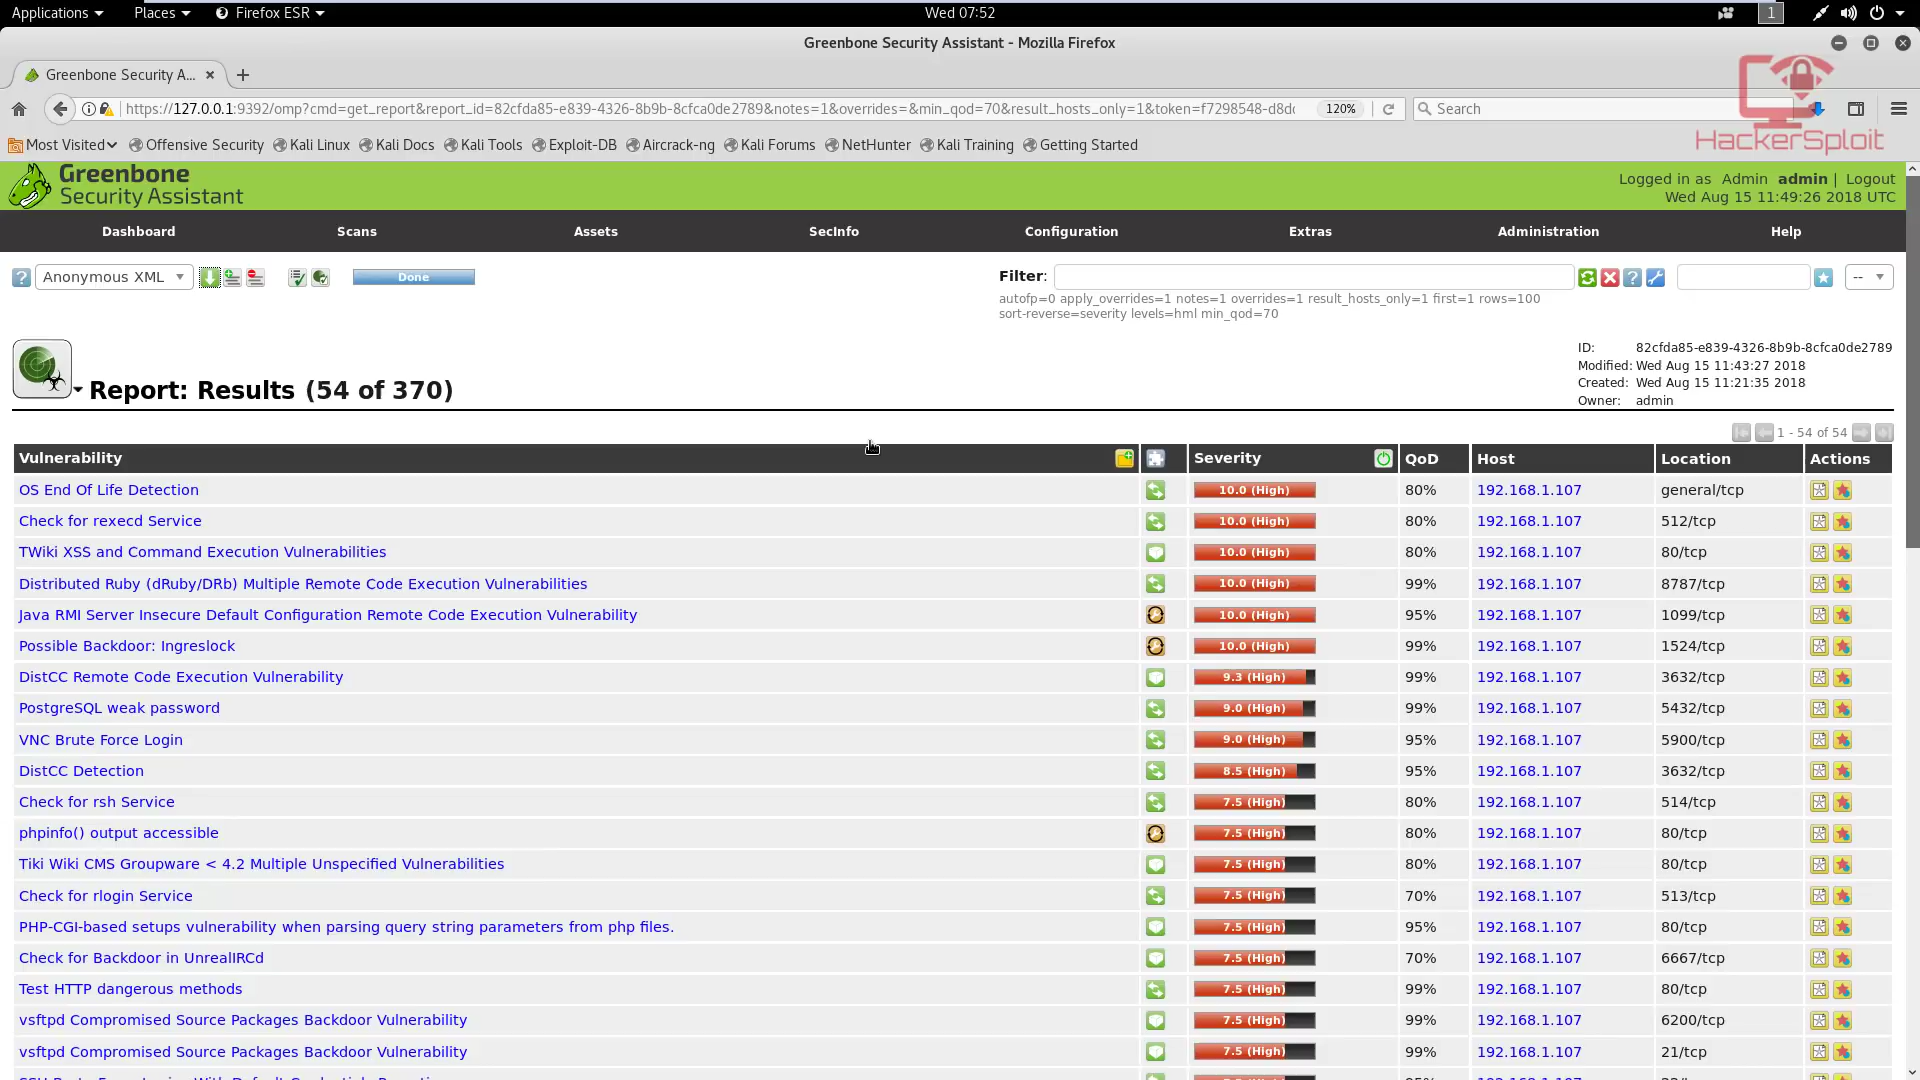 Applications Places Firefox ESR Wed 07:52 1
Greenbone Security Assistant - Mozilla Firefox
Greenbone Security A...
https://127.0.0.1:9392/omp?cmd=get_report&report_id=82cfda85-e839-4326-8b9b-8cfca0de2789&notes=1&overrides=&min_qod=70&result_hosts_only=1&token=f7298548-d8dc 120% Search
HackerSploit
Most Visited Offensive Security Kali Linux Kali Docs Kali Tools Exploit-DB Aircrack-ng Kali Forums NetHunter Kali Training Getting Started
Greenbone
Security Assistant
Logged in as Admin admin | Logout
Wed Aug 15 11:49:26 2018 UTC
Dashboard Scans Assets SecInfo Configuration Extras Administration Help
? Anonymous XML Done Filter: ? --
autofp=0 apply_overrides=1 notes=1 overrides=1 result_hosts_only=1 first=1 rows=100
sort-reverse=severity levels=hml min_qod=70
ID: 82cfda85-e839-4326-8b9b-8cfca0de2789
Modified: Wed Aug 15 11:43:27 2018
Created: Wed Aug 15 11:21:35 2018
Owner: admin
Report: Results (54 of 370)
1 - 54 of 54
Vulnerability Severity QoD Host Location Actions
OS End Of Life Detection 10.0 (High) 80% 192.168.1.107 general/tcp
Check for rexecd Service 10.0 (High) 80% 192.168.1.107 512/tcp
TWiki XSS and Command Execution Vulnerabilities 10.0 (High) 80% 192.168.1.107 80/tcp
Distributed Ruby (dRuby/DRb) Multiple Remote Code Execution Vulnerabilities 10.0 (High) 99% 192.168.1.107 8787/tcp
Java RMI Server Insecure Default Configuration Remote Code Execution Vulnerability 10.0 (High) 95% 192.168.1.107 1099/tcp
Possible Backdoor: Ingreslock 10.0 (High) 99% 192.168.1.107 1524/tcp
DistCC Remote Code Execution Vulnerability 9.3 (High) 99% 192.168.1.107 3632/tcp
PostgreSQL weak password 9.0 (High) 99% 192.168.1.107 5432/tcp
VNC Brute Force Login 9.0 (High) 95% 192.168.1.107 5900/tcp
DistCC Detection 8.5 (High) 95% 192.168.1.107 3632/tcp
Check for rsh Service 7.5 (High) 80% 192.168.1.107 514/tcp
phpinfo() output accessible 7.5 (High) 80% 192.168.1.107 80/tcp
Tiki Wiki CMS Groupware < 4.2 Multiple Unspecified Vulnerabilities 7.5 (High) 80% 192.168.1.107 80/tcp
Check for rlogin Service 7.5 (High) 70% 192.168.1.107 513/tcp
PHP-CGI-based setups vulnerability when parsing query string parameters from php files. 7.5 (High) 95% 192.168.1.107 80/tcp
Check for Backdoor in UnrealIRCd 7.5 (High) 70% 192.168.1.107 6667/tcp
Test HTTP dangerous methods 7.5 (High) 99% 192.168.1.107 80/tcp
vsftpd Compromised Source Packages Backdoor Vulnerability 7.5 (High) 99% 192.168.1.107 6200/tcp
vsftpd Compromised Source Packages Backdoor Vulnerability 7.5 (High) 99% 192.168.1.107 21/tcp